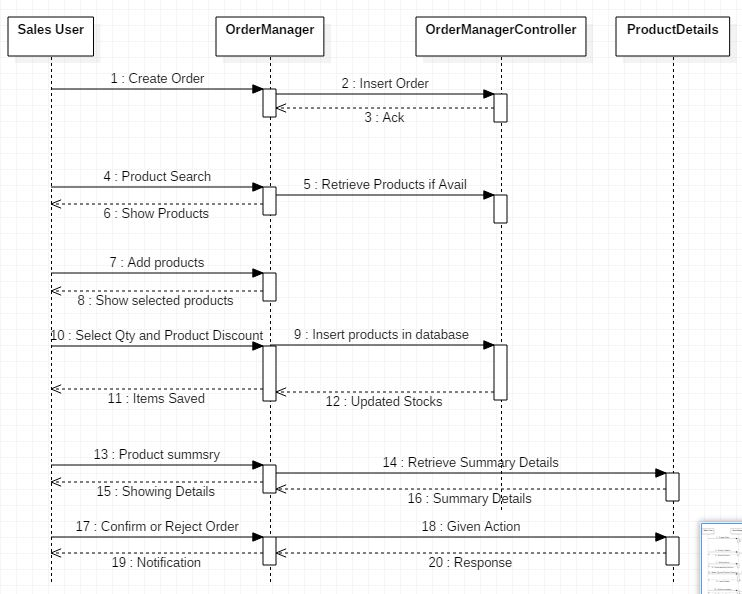 Sales User
OrderManager
OrderManagerController
ProductDetails
1 : Create Order
2 : Insert Order
3 : Ack
4 : Product Search
5 : Retrieve Products if Avail
6 : Show Products
7 : Add products
8 : Show selected products
10 : Select Qty and Product Discount
9 : Insert products in database
11 : Items Saved
12 : Updated Stocks
13 : Product summsry
14 : Retrieve Summary Details
15 : Showing Details
16 : Summary Details
17 : Confirm or Reject Order
18 : Given Action
19 : Notification
20 : Response